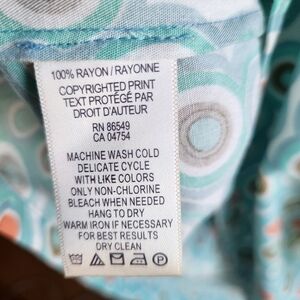 100% RAYON / RAYONNE
COPYRIGHTED PRINT
TEXT PROTÉGÉ PAR
DROIT D'AUTEUR
RN 86549
CA 04754
MACHINE WASH COLD
DELICATE CYCLE
WITH LIKE COLORS
ONLY NON-CHLORINE
BLEACH WHEN NEEDED
HANG TO DRY
WARM IRON IF NECESSARY
FOR BEST RESULTS
DRY CLEAN